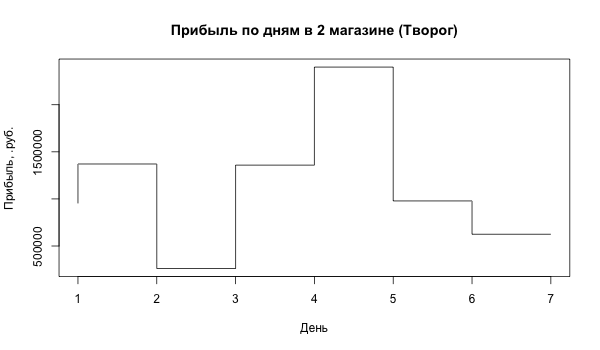 Прибыль по дням в 2 магазине (Творог)
Прибыль, .руб.
1500000
500000
1 2 3 4 5 6 7
День